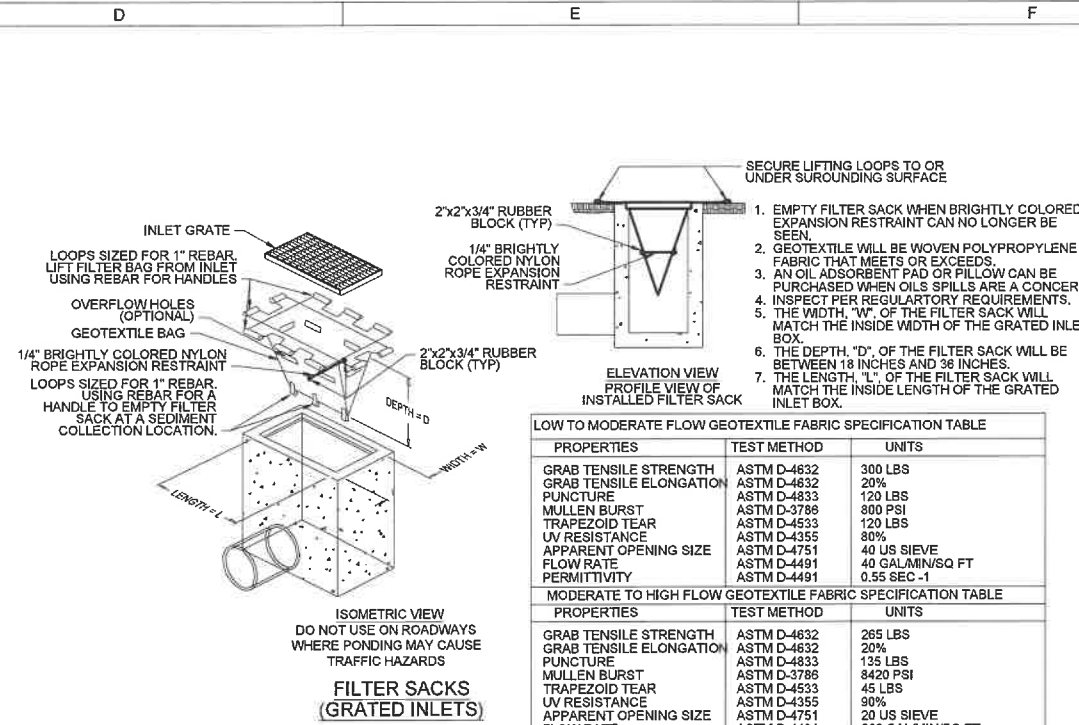 D
E
F
SECURE LIFTING LOOPS TO OR
UNDER SUROUNDING SURFACE
2"x2"x3/4" RUBBER
BLOCK (TYP)
1/4" BRIGHTLY
COLORED NYLON
ROPE EXPANSION
RESTRAINT
ELEVATION VIEW
PROFILE VIEW OF
INSTALLED FILTER SACK
INLET GRATE
LOOPS SIZED FOR 1" REBAR.
LIFT FILTER BAG FROM INLET
USING REBAR FOR HANDLES
OVERFLOW HOLES
(OPTIONAL)
GEOTEXTILE BAG
1/4" BRIGHTLY COLORED NYLON
ROPE EXPANSION RESTRAINT
LOOPS SIZED FOR 1" REBAR.
USING REBAR FOR A
HANDLE TO EMPTY FILTER
SACK AT A SEDIMENT
COLLECTION LOCATION.
2"x2"x3/4" RUBBER
BLOCK (TYP)
DEPTH = D
WIDTH = W
LENGTH = L
ISOMETRIC VIEW
DO NOT USE ON ROADWAYS
WHERE PONDING MAY CAUSE
TRAFFIC HAZARDS
FILTER SACKS
(GRATED INLETS)
1. EMPTY FILTER SACK WHEN BRIGHTLY COLORED
EXPANSION RESTRAINT CAN NO LONGER BE
SEEN.
2. GEOTEXTILE WILL BE WOVEN POLYPROPYLENE
FABRIC THAT MEETS OR EXCEEDS.
3. AN OIL ADSORBENT PAD OR PILLOW CAN BE
PURCHASED WHEN OILS SPILLS ARE A CONCER
4. INSPECT PER REGULARTORY REQUIREMENTS.
5. THE WIDTH, "W", OF THE FILTER SACK WILL
MATCH THE INSIDE WIDTH OF THE GRATED INLE
BOX.
6. THE DEPTH, "D", OF THE FILTER SACK WILL BE
BETWEEN 18 INCHES AND 36 INCHES.
7. THE LENGTH, "L", OF THE FILTER SACK WILL
MATCH THE INSIDE LENGTH OF THE GRATED
INLET BOX.
LOW TO MODERATE FLOW GEOTEXTILE FABRIC SPECIFICATION TABLE
PROPERTIES TEST METHOD UNITS
GRAB TENSILE STRENGTH ASTM D-4632 300 LBS
GRAB TENSILE ELONGATION ASTM D-4632 20%
PUNCTURE ASTM D-4833 120 LBS
MULLEN BURST ASTM D-3786 800 PSI
TRAPEZOID TEAR ASTM D-4533 120 LBS
UV RESISTANCE ASTM D-4355 80%
APPARENT OPENING SIZE ASTM D-4751 40 US SIEVE
FLOW RATE ASTM D-4491 40 GAL/MIN/SQ FT
PERMITTIVITY ASTM D-4491 0.55 SEC -1
MODERATE TO HIGH FLOW GEOTEXTILE FABRIC SPECIFICATION TABLE
PROPERTIES TEST METHOD UNITS
GRAB TENSILE STRENGTH ASTM D-4632 265 LBS
GRAB TENSILE ELONGATION ASTM D-4632 20%
PUNCTURE ASTM D-4833 135 LBS
MULLEN BURST ASTM D-3786 8420 PSI
TRAPEZOID TEAR ASTM D-4533 45 LBS
UV RESISTANCE ASTM D-4355 90%
APPARENT OPENING SIZE ASTM D-4751 20 US SIEVE